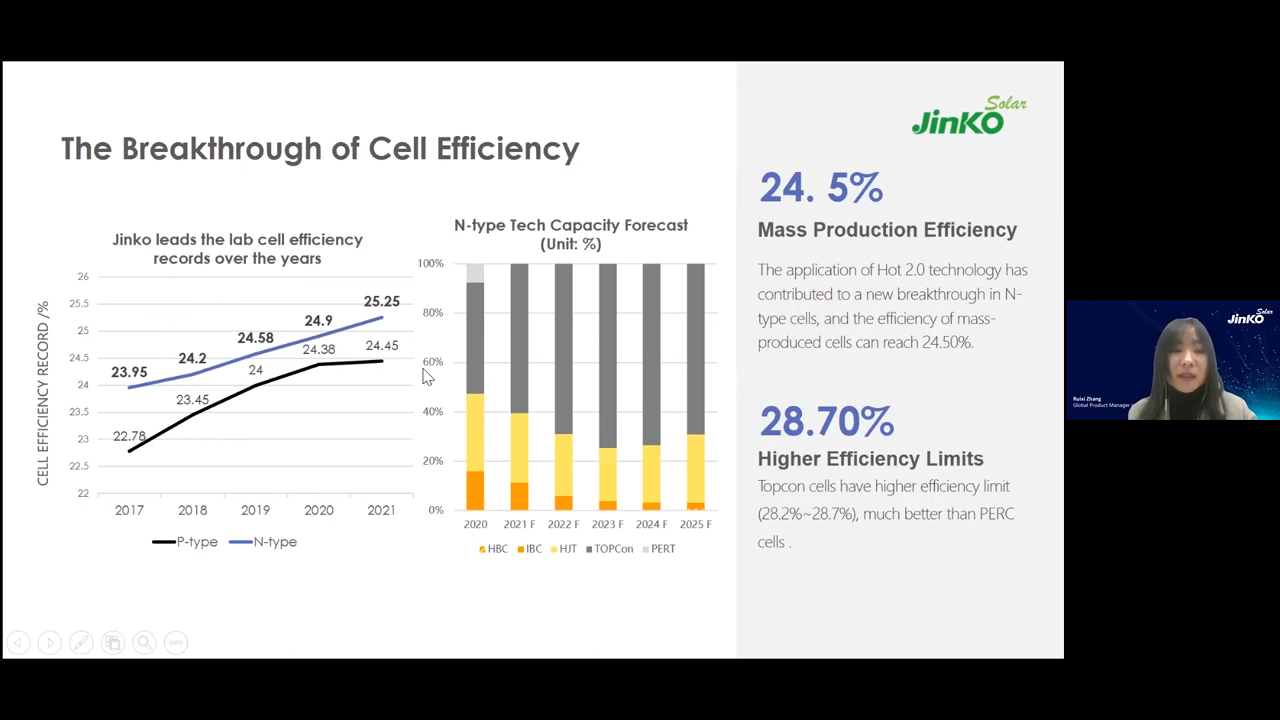 Solar
JinKO
The Breakthrough of Cell Efficiency
24. 5%
Mass Production Efficiency
The application of Hot 2.0 technology has
contributed to a new breakthrough in N-
type cells, and the efficiency of mass-
produced cells can reach 24.50%.
28.70%
Higher Efficiency Limits
Topcon cells have higher efficiency limit
(28.2%~28.7%), much better than PERC
cells .
Jinko leads the lab cell efficiency
records over the years
CELL EFFICIENCY RECORD /%
26
25.5
25
24.5
24
23.5
23
22.5
22
23.95
24.2
24.58
24.9
25.25
22.78
23.45
24
24.38
24.45
2017 2018 2019 2020 2021
P-type N-type
N-type Tech Capacity Forecast
(Unit: %)
100%
80%
60%
40%
20%
0%
2020 2021 F 2022 F 2023 F 2024 F 2025 F
HBC IBC HJT TOPCon PERT
Solar
JinKO
Ruixi Zhang
Global Product Manager